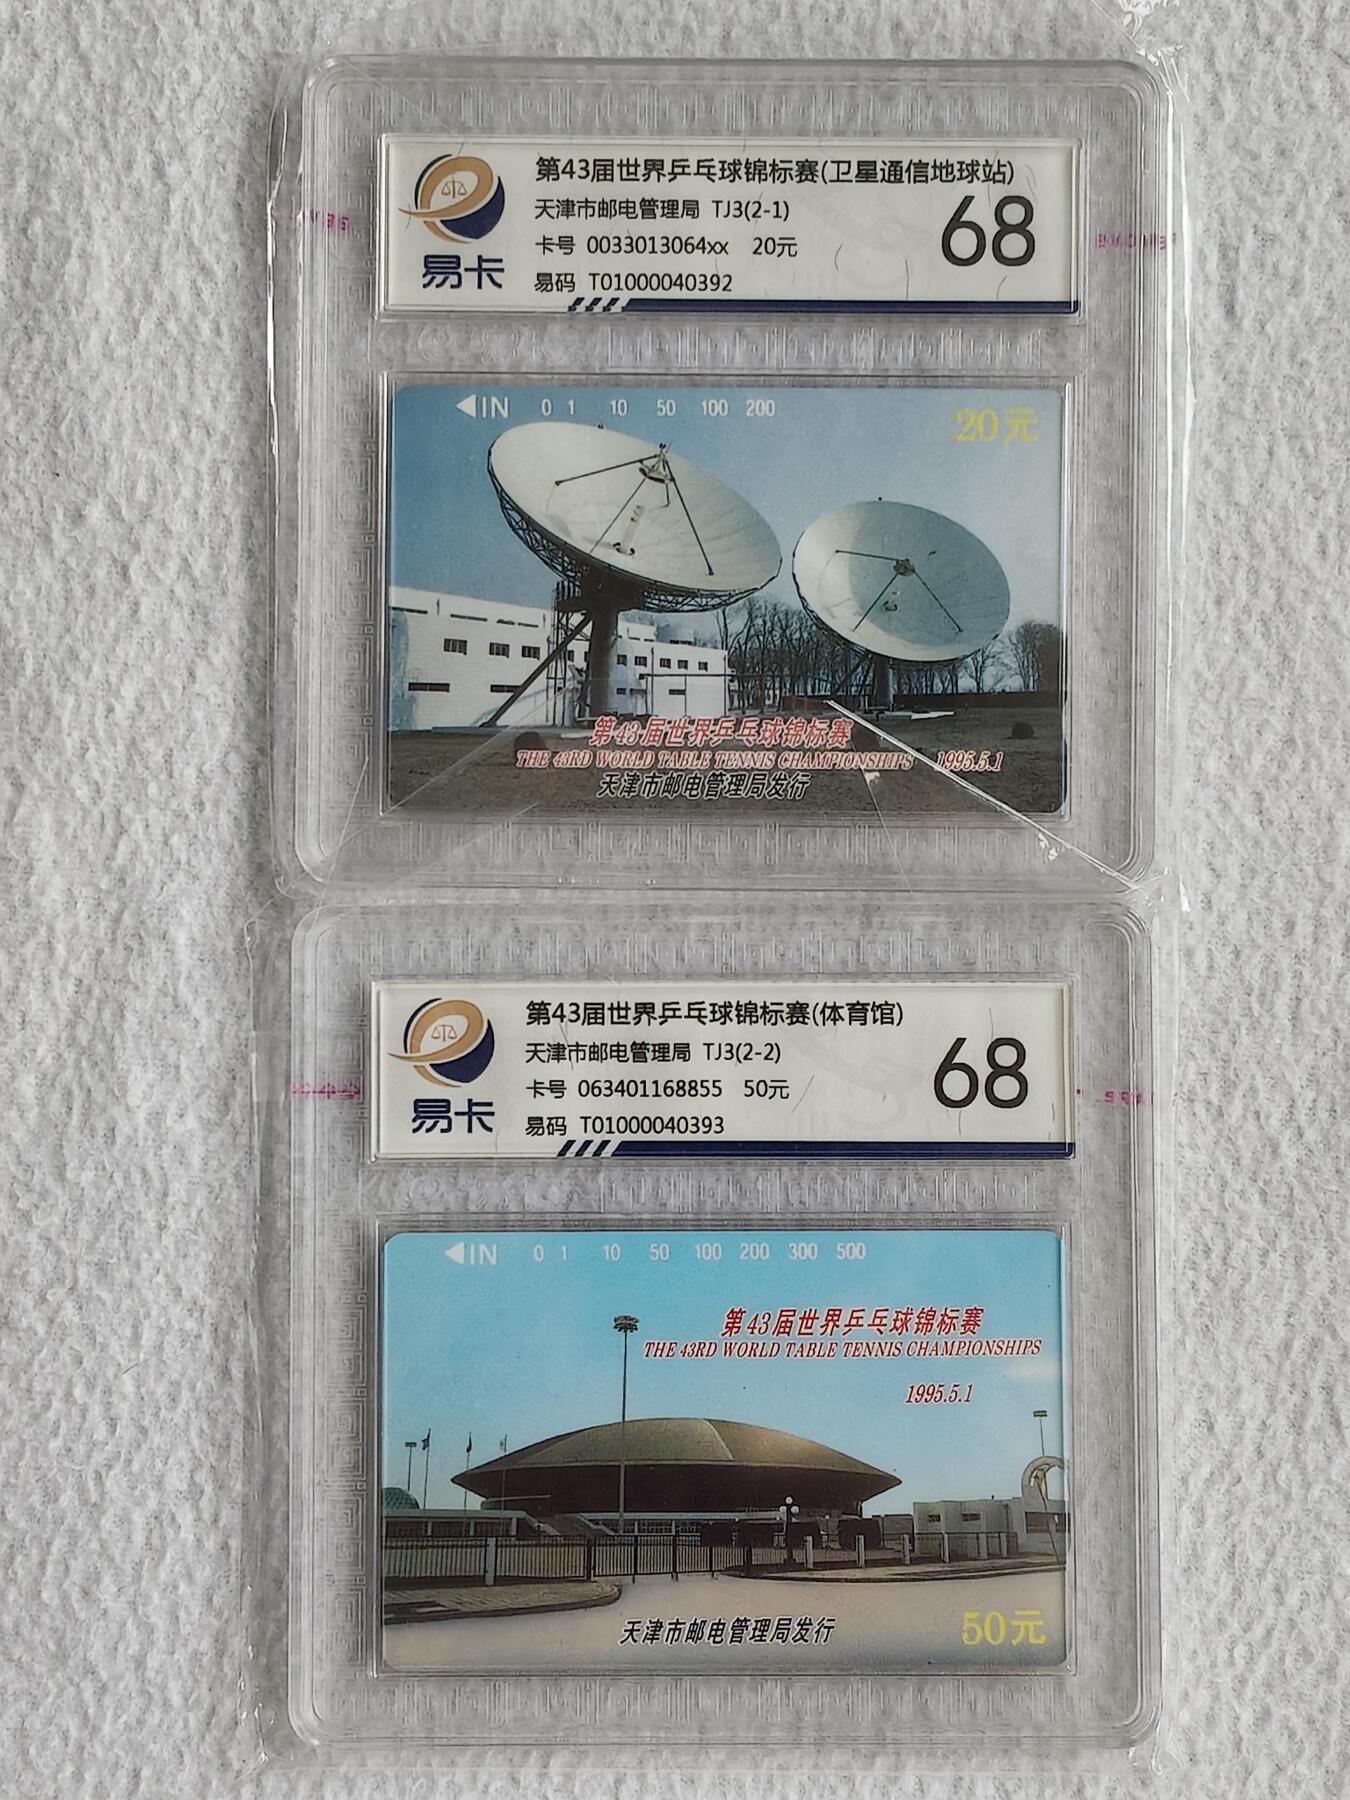 第43届世界乒乓球锦标赛(卫星通信地球站)
天津市邮电管理局 TJ3(2-1)
卡号 0033013064xx 20元
易码 T01000040392
68
易卡
IN 0 1 10 50 100 200
20元
第43届世界乒乓球锦标赛
THE 43RD WORLD TABLE TENNIS CHAMPIONSHIPS 1995.5.1
天津市邮电管理局发行
第43届世界乒乓球锦标赛(体育馆)
天津市邮电管理局 TJ3(2-2)
卡号 063401168855 50元
易码 T01000040393
68
易卡
IN 0 1 10 50 100 200 300 500
第43届世界乒乓球锦标赛
THE 43RD WORLD TABLE TENNIS CHAMPIONSHIPS
1995.5.1
天津市邮电管理局发行
50元